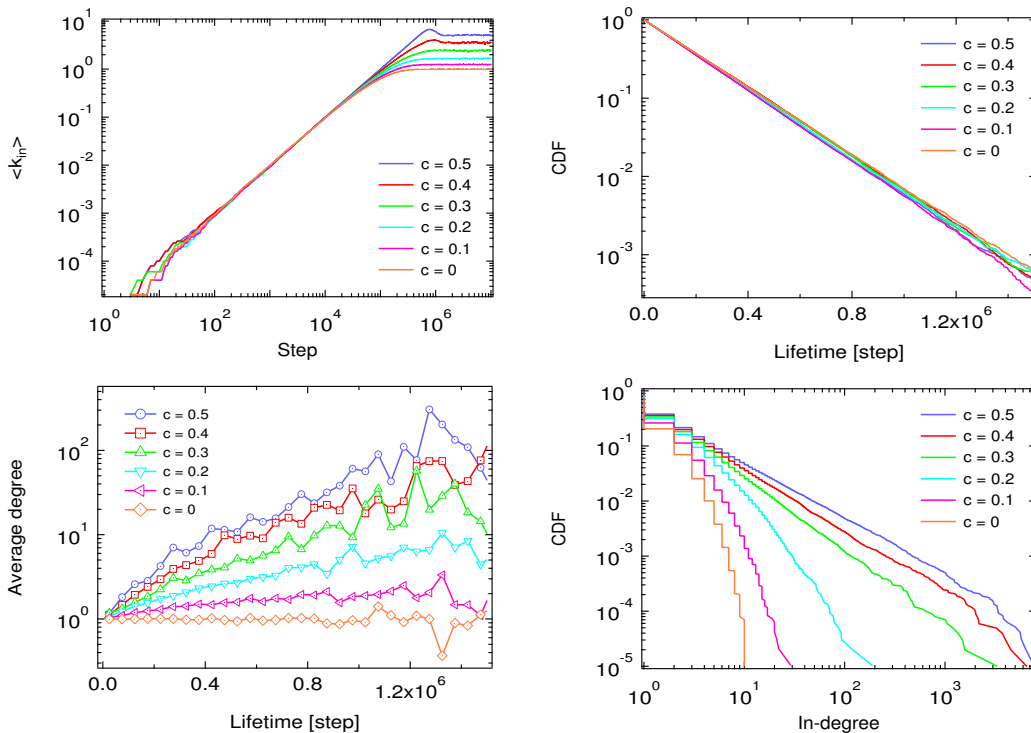 10^1
10^0
10^-1
10^-2
10^-3
10^-4
<k_in>
c = 0.5
c = 0.4
c = 0.3
c = 0.2
c = 0.1
c = 0
10^0 10^2 10^4 10^6
Step
10^0
10^-1
10^-2
10^-3
CDF
c = 0.5
c = 0.4
c = 0.3
c = 0.2
c = 0.1
c = 0
0.0 0.4 0.8 1.2x10^6
Lifetime [step]
10^2
10^1
10^0
Average degree
c = 0.5
c = 0.4
c = 0.3
c = 0.2
c = 0.1
c = 0
0.0 0.4 0.8 1.2x10^6
Lifetime [step]
10^0
10^-1
10^-2
10^-3
10^-4
10^-5
CDF
c = 0.5
c = 0.4
c = 0.3
c = 0.2
c = 0.1
c = 0
10^0 10^1 10^2 10^3
In-degree